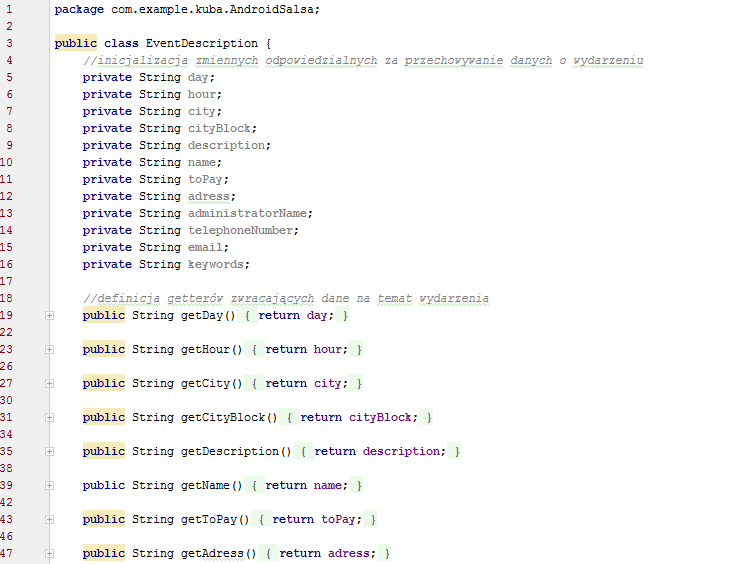 1 package com.example.kuba.AndroidSalsa;
2
3 public class EventDescription {
4 //inicjalizacja zmiennych odpowiedzialnych za przechowywanie danych o wydarzeniu
5 private String day;
6 private String hour;
7 private String city;
8 private String cityBlock;
9 private String description;
10 private String name;
11 private String toPay;
12 private String adress;
13 private String administratorName;
14 private String telephoneNumber;
15 private String email;
16 private String keywords;
17
18 //definicja getterów zwracających dane na temat wydarzenia
19 public String getDay() { return day; }
22
23 public String getHour() { return hour; }
26
27 public String getCity() { return city; }
30
31 public String getCityBlock() { return cityBlock; }
34
35 public String getDescription() { return description; }
38
39 public String getName() { return name; }
42
43 public String getToPay() { return toPay; }
46
47 public String getAdress() { return adress; }